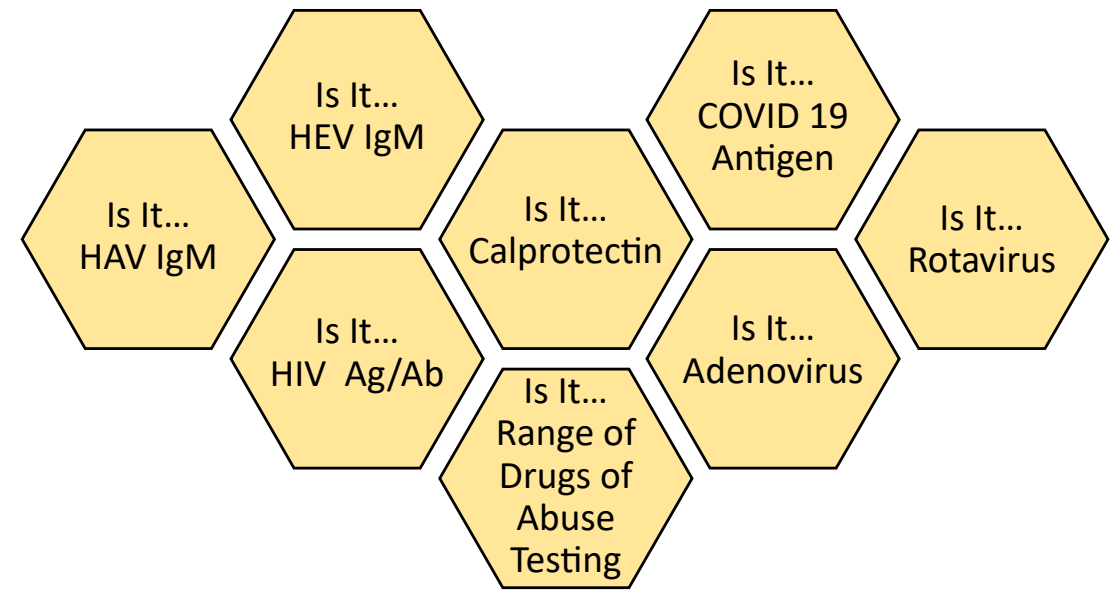 Is It...
HEV IgM
Is It...
COVID 19
Antigen
Is It...
HAV IgM
Is It...
Calprotectin
Is It...
Rotavirus
Is It...
HIV  Ag/Ab
Is It...
Adenovirus
Is It...
Range of
Drugs of
Abuse
Testing